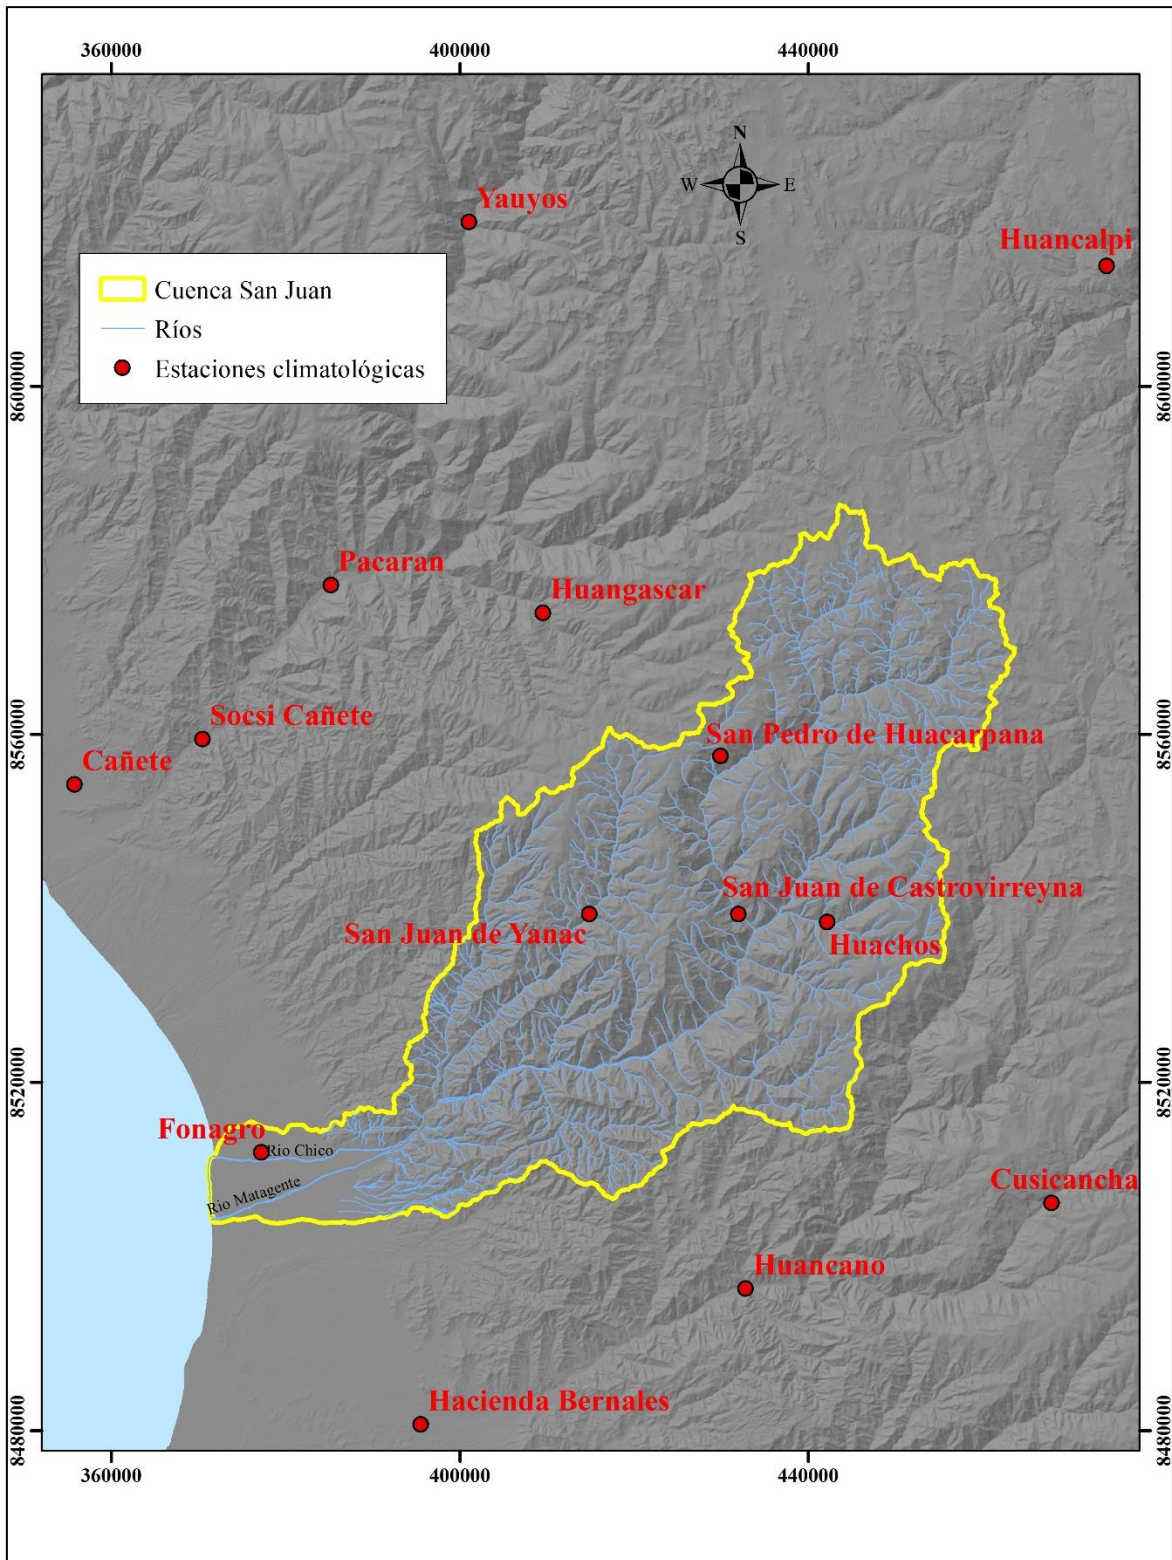 360000
400000
440000
N
W
E
S
Yauyos
Huancalpi
Cuenca San Juan
Ríos
Estaciones climatológicas
8600000
8600000
Pacaran
Huangascar
Socsi Cañete
San Pedro de Huacarpana
8560000
8560000
Cañete
San Juan de Castrovirreyna
San Juan de Yanac
Huachos
8520000
8520000
Fonagro
Rio Chico
Rio Matagente
Cusicancha
Huancano
Hacienda Bernales
8480000
8480000
360000
400000
440000